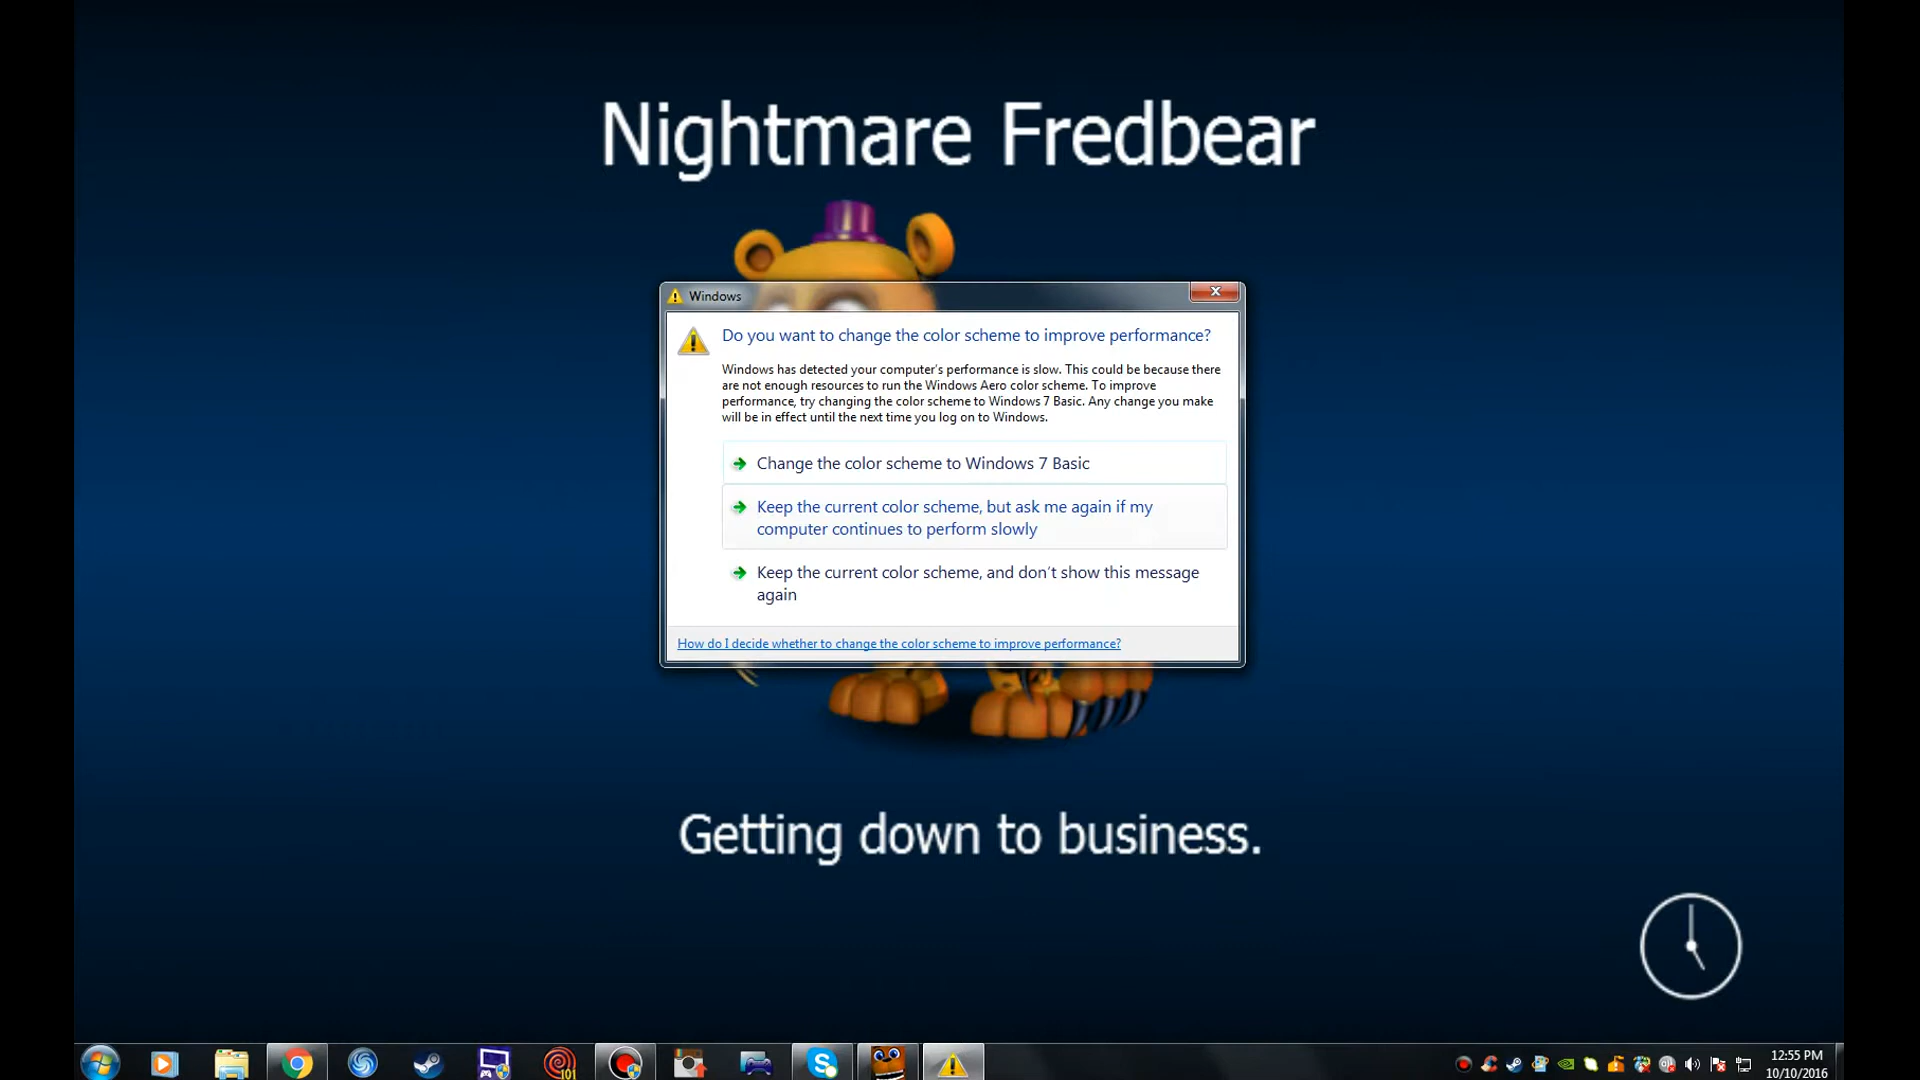 Nightmare Fredbear
Windows
Do you want to change the color scheme to improve performance?
Windows has detected your computer's performance is slow. This could be because there
are not enough resources to run the Windows Aero color scheme. To improve
performance, try changing the color scheme to Windows 7 Basic. Any change you make
will be in effect until the next time you log on to Windows.
Change the color scheme to Windows 7 Basic
Keep the current color scheme, but ask me again if my
computer continues to perform slowly
Keep the current color scheme, and don't show this message
again
How do I decide whether to change the color scheme to improve performance?
Getting down to business.
101
12:55 PM
10/10/2016